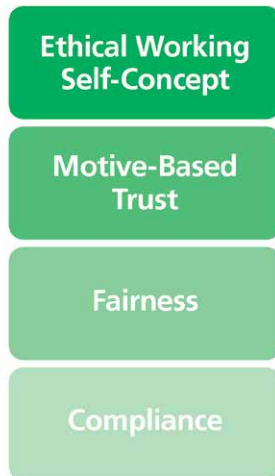 Ethical Working
Self-Concept
Motive-Based
Trust
Fairness
Compliance